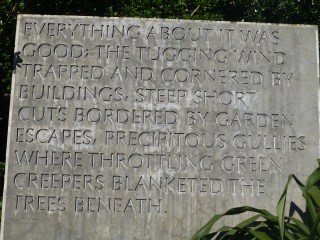 EVERYTHING ABOUT IT WAS
GOOD; THE TUGGING WIND
TRAPPED AND CORNERED BY
BUILDINGS, STEEP SHORT
CUTS BORDERED BY GARDEN
ESCAPES, PRECIPITOUS GULLIES
WHERE THROTTLING GREEN
CREEPERS BLANKETED THE
TREES BENEATH.